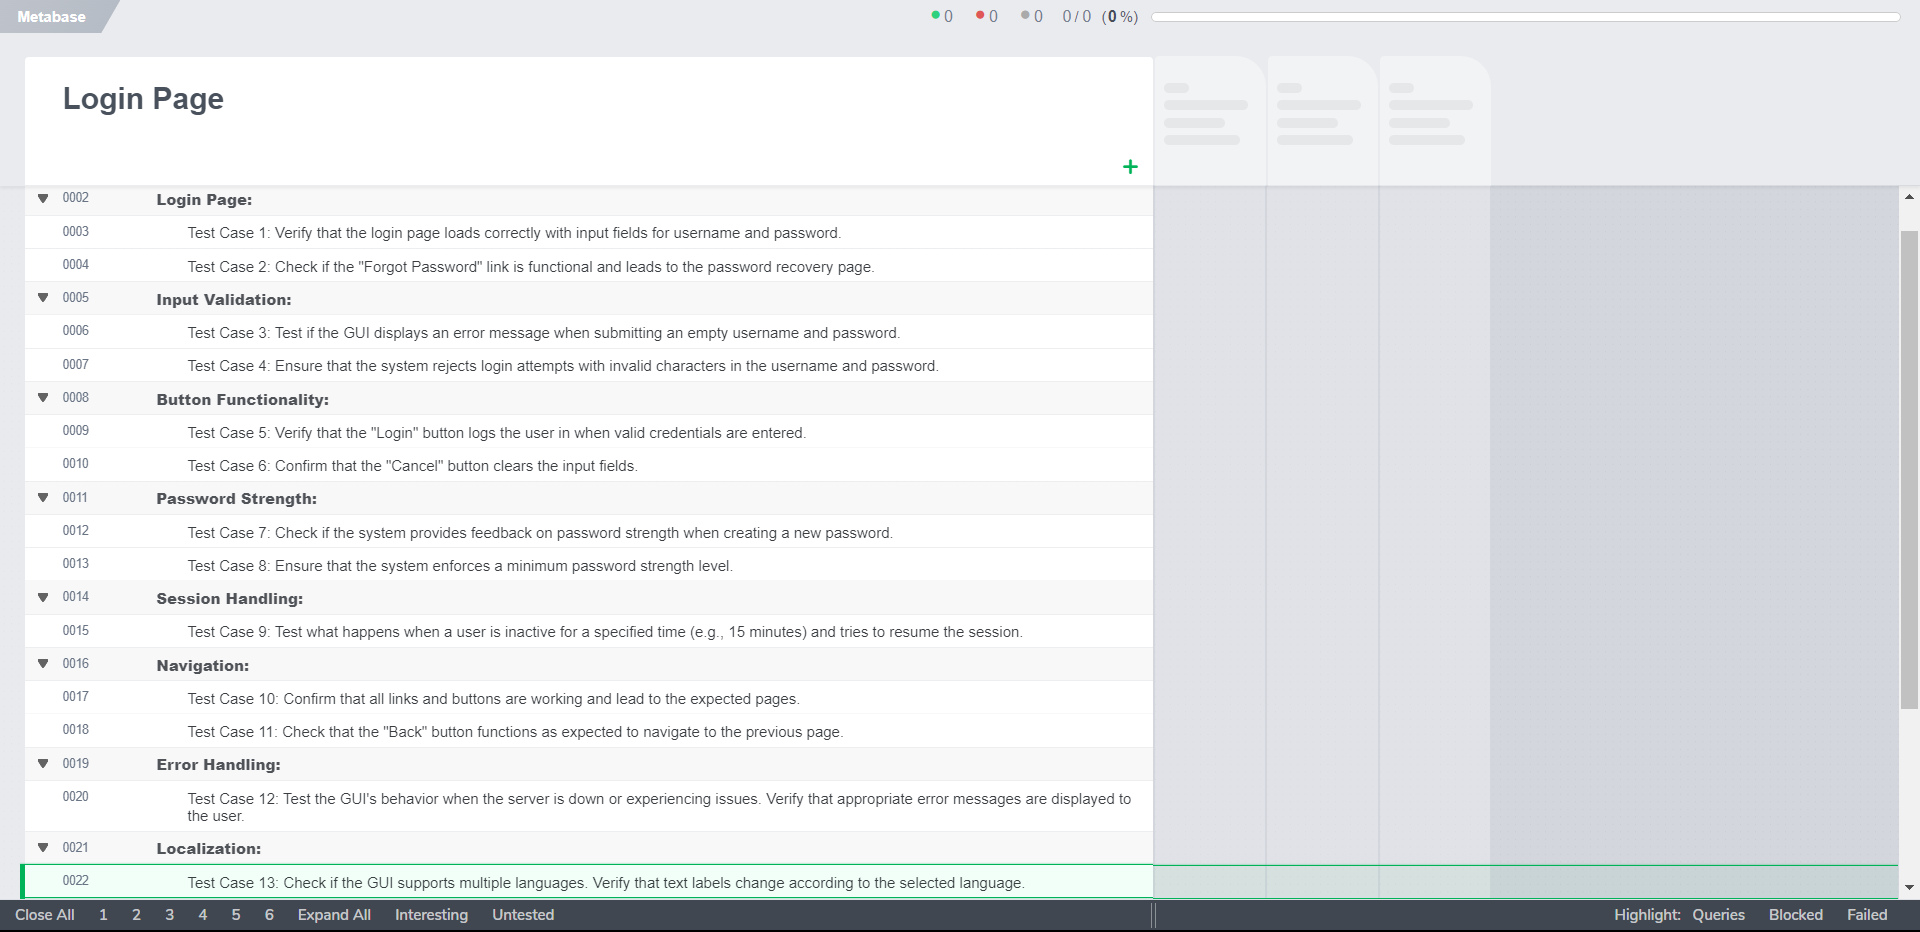 Metabase
0 0 0 0/0 (0 %)
Login Page
+
0002 Login Page:
0003 Test Case 1: Verify that the login page loads correctly with input fields for username and password.
0004 Test Case 2: Check if the "Forgot Password" link is functional and leads to the password recovery page.
0005 Input Validation:
0006 Test Case 3: Test if the GUI displays an error message when submitting an empty username and password.
0007 Test Case 4: Ensure that the system rejects login attempts with invalid characters in the username and password.
0008 Button Functionality:
0009 Test Case 5: Verify that the "Login" button logs the user in when valid credentials are entered.
0010 Test Case 6: Confirm that the "Cancel" button clears the input fields.
0011 Password Strength:
0012 Test Case 7: Check if the system provides feedback on password strength when creating a new password.
0013 Test Case 8: Ensure that the system enforces a minimum password strength level.
0014 Session Handling:
0015 Test Case 9: Test what happens when a user is inactive for a specified time (e.g., 15 minutes) and tries to resume the session.
0016 Navigation:
0017 Test Case 10: Confirm that all links and buttons are working and lead to the expected pages.
0018 Test Case 11: Check that the "Back" button functions as expected to navigate to the previous page.
0019 Error Handling:
0020 Test Case 12: Test the GUI's behavior when the server is down or experiencing issues. Verify that appropriate error messages are displayed to
the user.
0021 Localization:
0022 Test Case 13: Check if the GUI supports multiple languages. Verify that text labels change according to the selected language.
Close All 1 2 3 4 5 6 Expand All Interesting Untested Highlight: Queries Blocked Failed